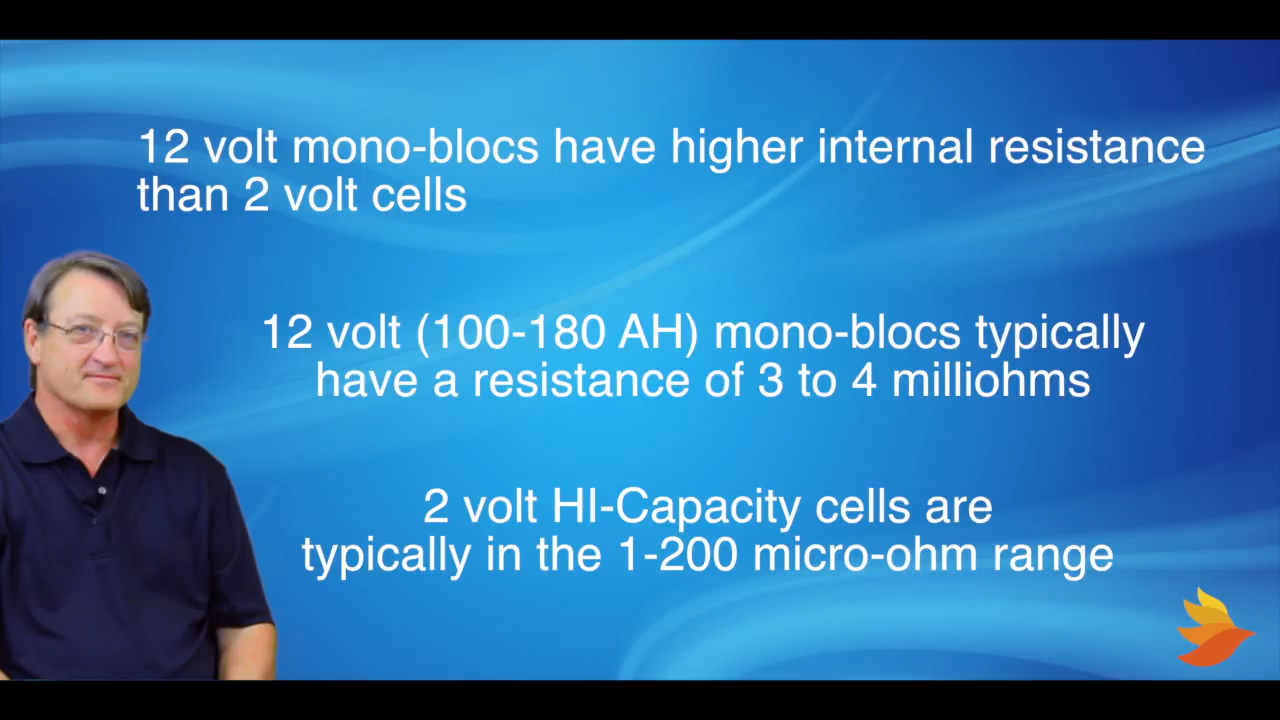 12 volt mono-blocs have higher internal resistance
than 2 volt cells
12 volt (100-180 AH) mono-blocs typically
have a resistance of 3 to 4 milliohms
2 volt HI-Capacity cells are
typically in the 1-200 micro-ohm range